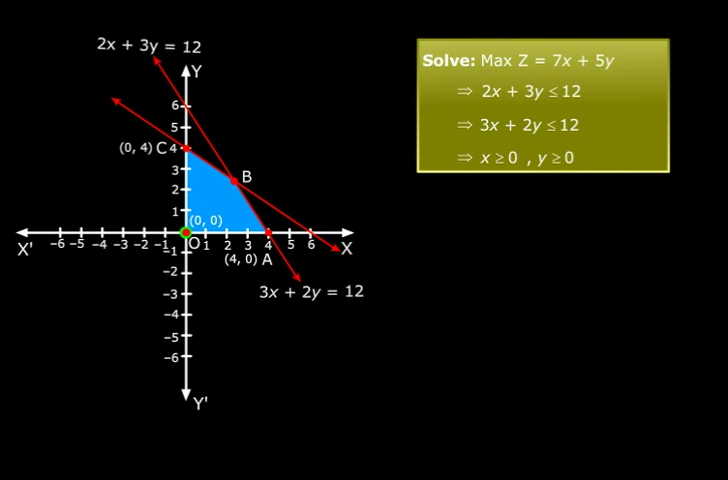 2x + 3y = 12
Y
6
5
(0, 4) C 4
3
B
2
1
(0, 0)
X' −6 −5 −4 −3 −2 −1 O 1 2 3 4 5 6 X
(4, 0) A
−1
−2
−3
−4
−5
−6
3x + 2y = 12
Y'
Solve: Max Z = 7x + 5y
⇒ 2x + 3y ≤ 12
⇒ 3x + 2y ≤ 12
⇒ x ≥ 0 , y ≥ 0